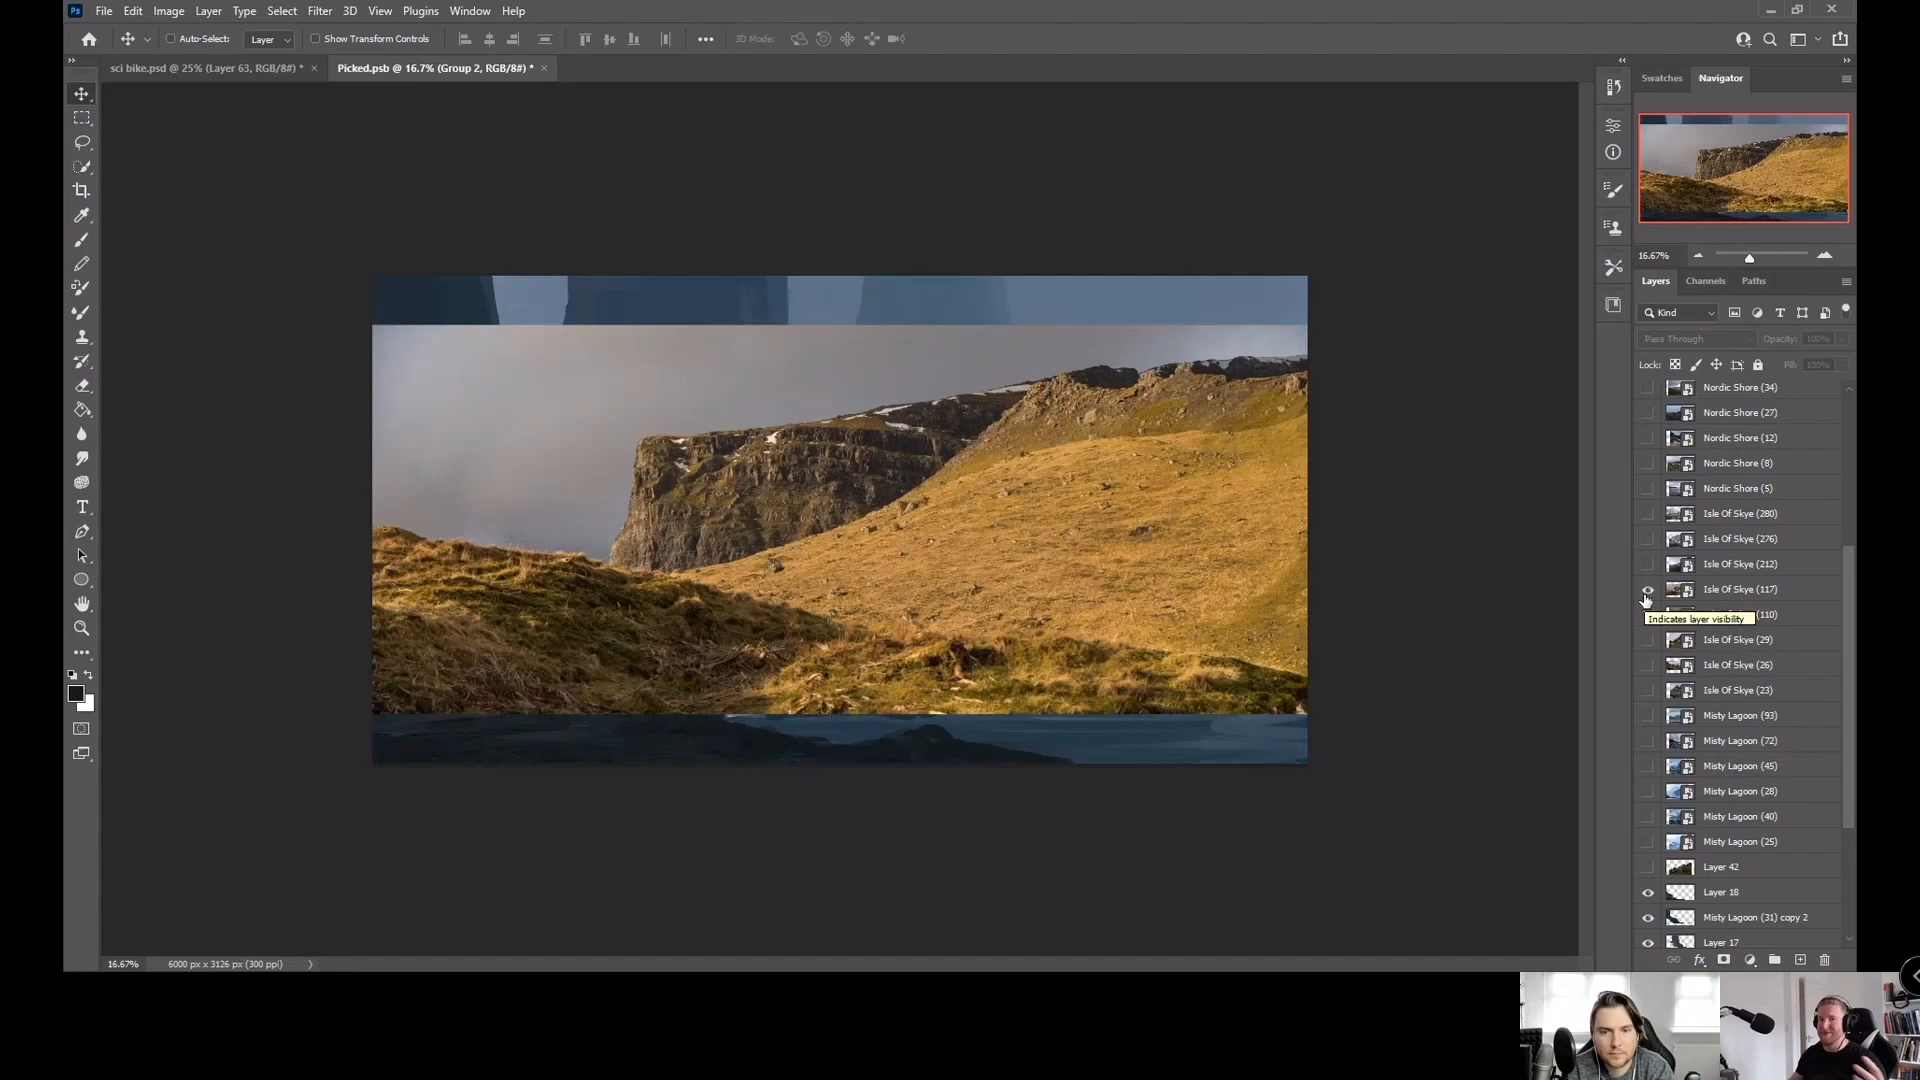 Ps File Edit Image Layer Type Select Filter 3D View Plugins Window Help
Auto-Select: Layer Show Transform Controls 3D Mode:
sci bike.psd @ 25% (Layer 63, RGB/8#) * Picked.psb @ 16.7% (Group 2, RGB/8#) *
Swatches Navigator
16.67%
Layers Channels Paths
Kind
Pass Through Opacity: 100%
Lock: Fill: 100%
Nordic Shore (34)
Nordic Shore (27)
Nordic Shore (12)
Nordic Shore (8)
Nordic Shore (5)
Isle Of Skye (280)
Isle Of Skye (276)
Isle Of Skye (212)
Isle Of Skye (117)
(110)
Indicates layer visibility
Isle Of Skye (29)
Isle Of Skye (26)
Isle Of Skye (23)
Misty Lagoon (93)
Misty Lagoon (72)
Misty Lagoon (45)
Misty Lagoon (28)
Misty Lagoon (40)
Misty Lagoon (25)
Layer 42
Layer 18
Misty Lagoon (31) copy 2
Layer 17
16.67% 6000 px x 3126 px (300 ppi)